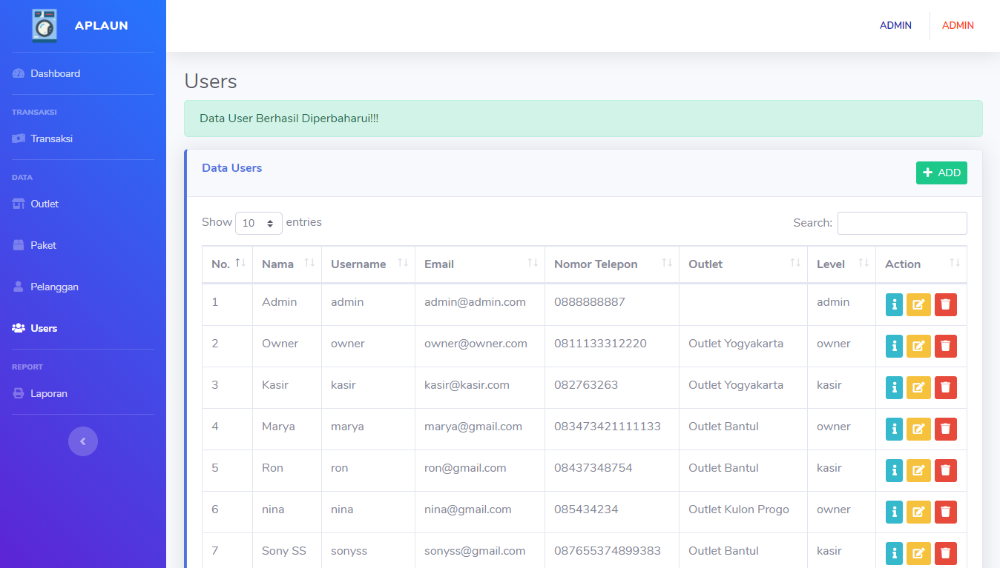 APLAUN
Dashboard
TRANSAKSI
Transaksi
DATA
Outlet
Paket
Pelanggan
Users
REPORT
Laporan
ADMIN ADMIN
Users
Data User Berhasil Diperbaharui!!!
Data Users
ADD
Show 10 entries Search:
No. Nama Username Email Nomor Telepon Outlet Level Action
1 Admin admin admin@admin.com 0888888887 admin
2 Owner owner owner@owner.com 0811133312220 Outlet Yogyakarta owner
3 Kasir kasir kasir@kasir.com 082763263 Outlet Yogyakarta kasir
4 Marya marya marya@gmail.com 083473421111133 Outlet Bantul owner
5 Ron ron ron@gmail.com 08437348754 Outlet Bantul kasir
6 nina nina nina@gmail.com 085434234 Outlet Kulon Progo owner
7 Sony SS sonyss sonyss@gmail.com 087655374899383 Outlet Bantul kasir